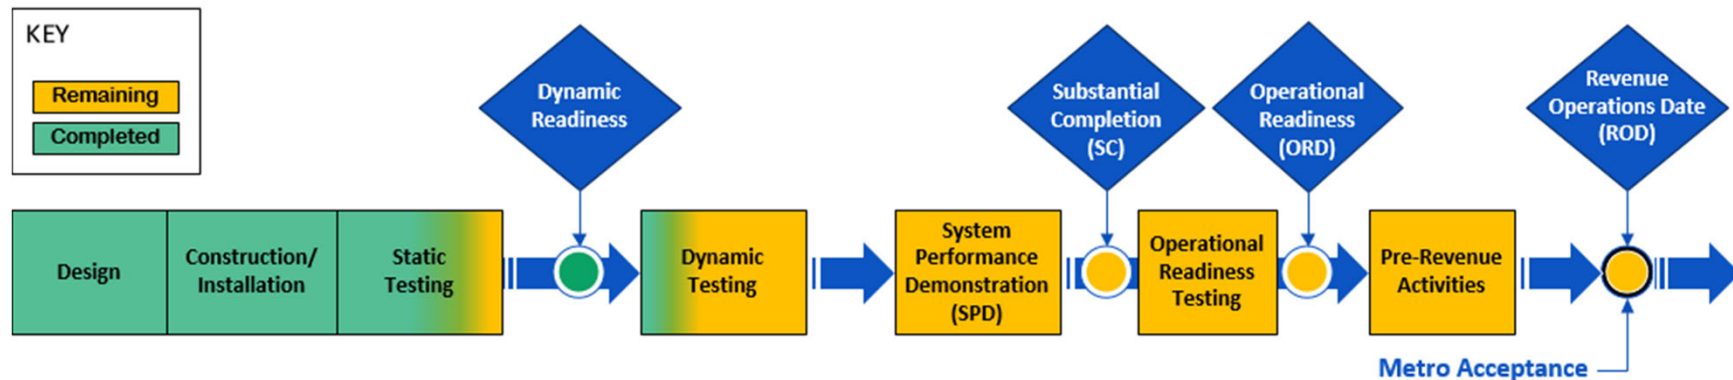 KEY
Remaining
Completed
Dynamic
Readiness
Substantial
Completion
(SC)
Operational
Readiness
(ORD)
Revenue
Operations Date
(ROD)
Design
Construction/
Installation
Static
Testing
Dynamic
Testing
System
Performance
Demonstration
(SPD)
Operational
Readiness
Testing
Pre-Revenue
Activities
Metro Acceptance